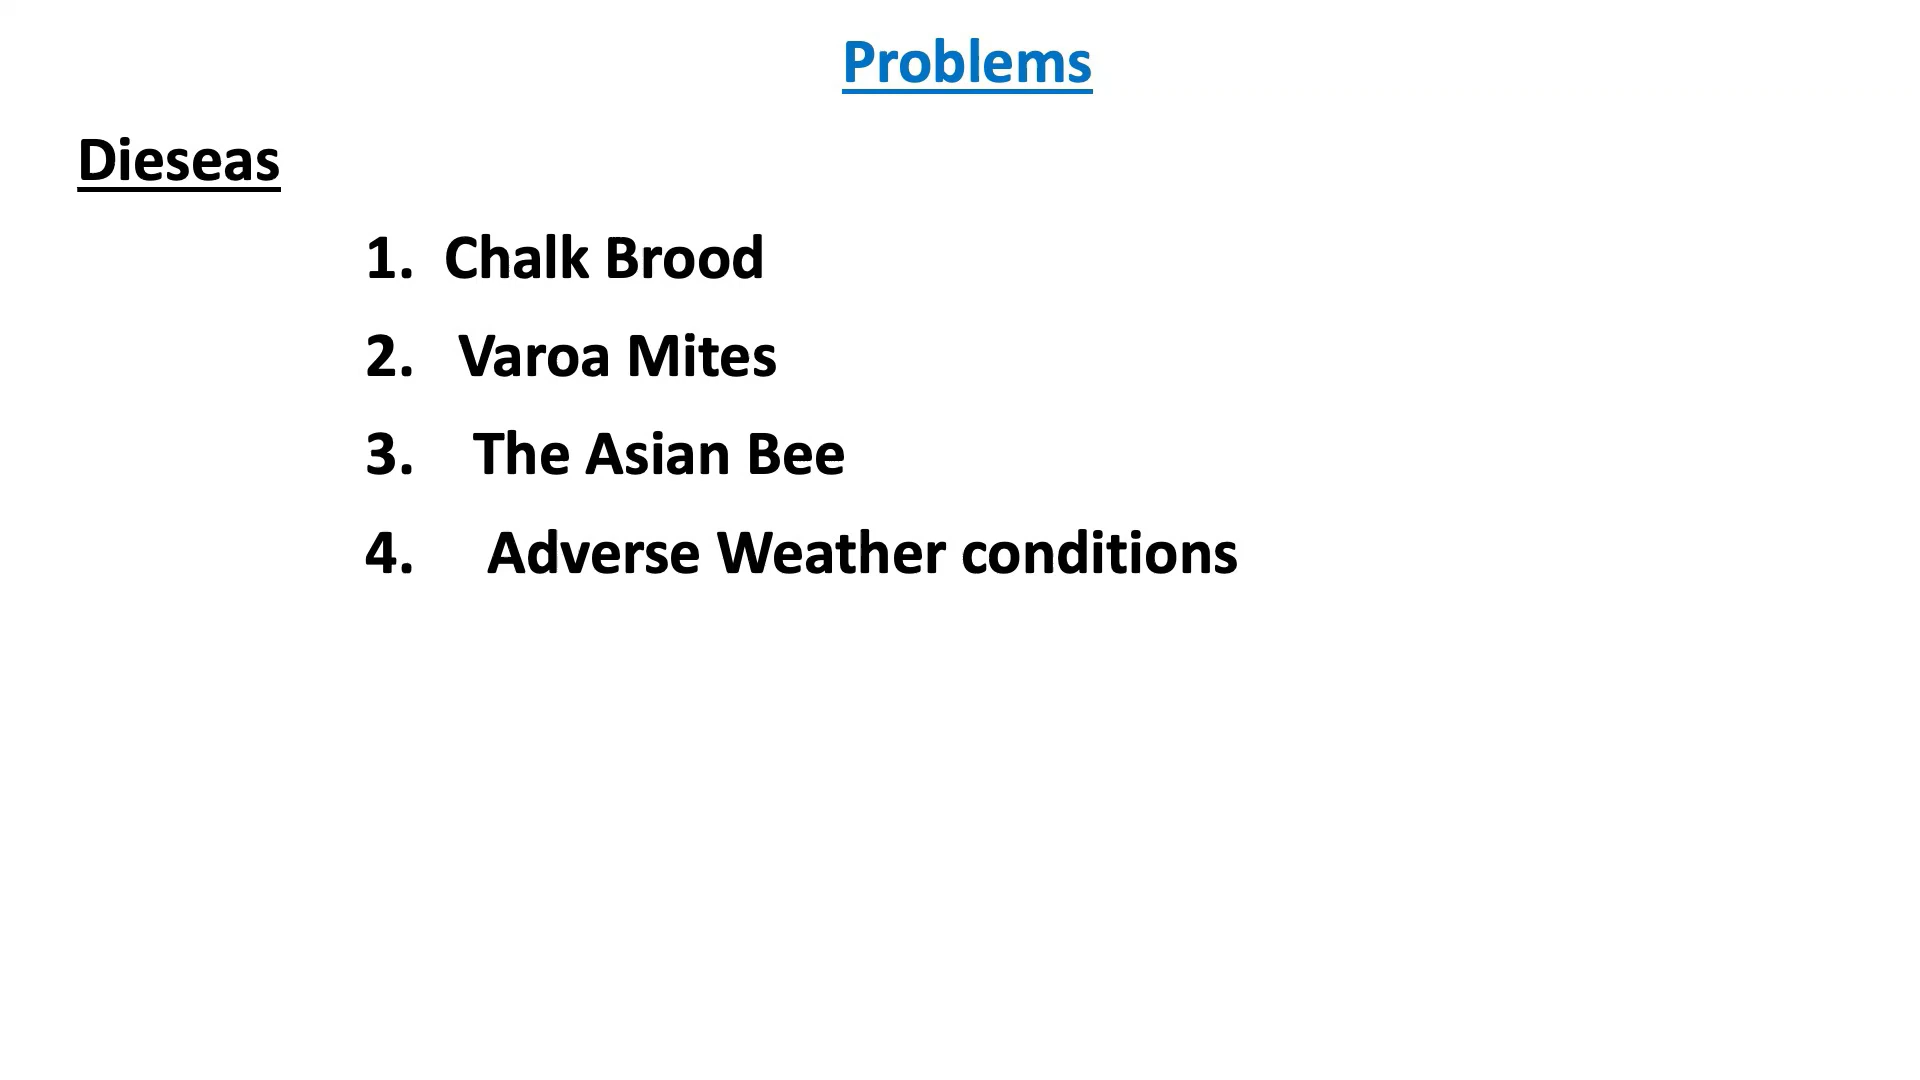 Problems
Dieseas
1. Chalk Brood
2. Varoa Mites
3. The Asian Bee
4. Adverse Weather conditions